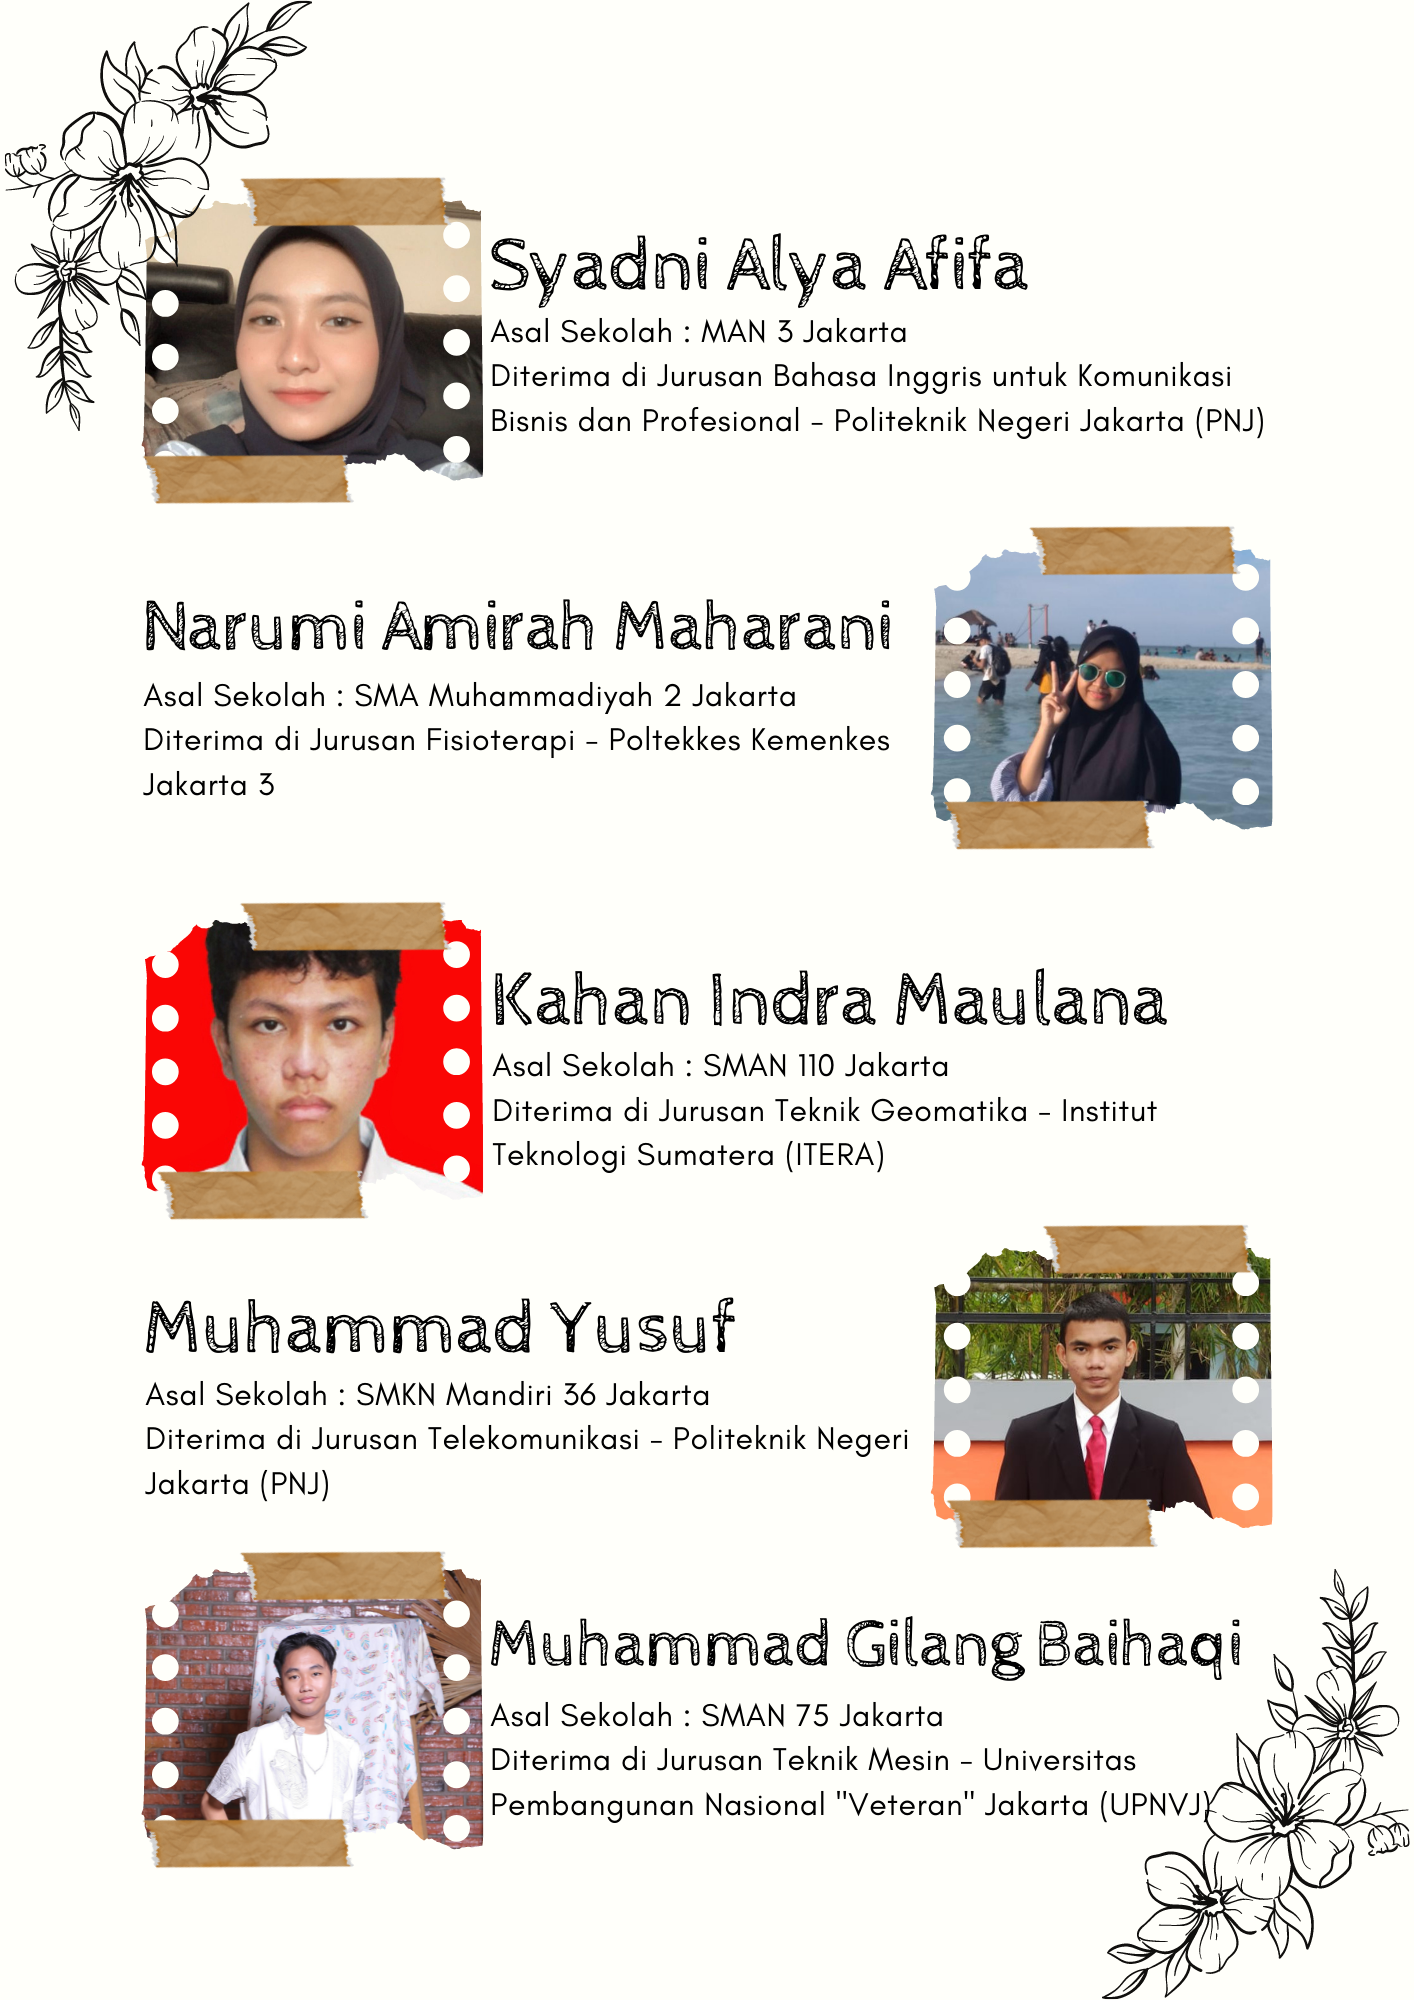 Syadni Alya Afifa
Asal Sekolah : MAN 3 Jakarta
Diterima di Jurusan Bahasa Inggris untuk Komunikasi
Bisnis dan Profesional - Politeknik Negeri Jakarta (PNJ)
Narumi Amirah Maharani
Asal Sekolah : SMA Muhammadiyah 2 Jakarta
Diterima di Jurusan Fisioterapi - Poltekkes Kemenkes
Jakarta 3
Kahan Indra Maulana
Asal Sekolah : SMAN 110 Jakarta
Diterima di Jurusan Teknik Geomatika - Institut
Teknologi Sumatera (ITERA)
Muhammad Yusuf
Asal Sekolah : SMKN Mandiri 36 Jakarta
Diterima di Jurusan Telekomunikasi - Politeknik Negeri
Jakarta (PNJ)
Muhammad Gilang Baihaqi
Asal Sekolah : SMAN 75 Jakarta
Diterima di Jurusan Teknik Mesin - Universitas
Pembangunan Nasional "Veteran" Jakarta (UPNVJ)